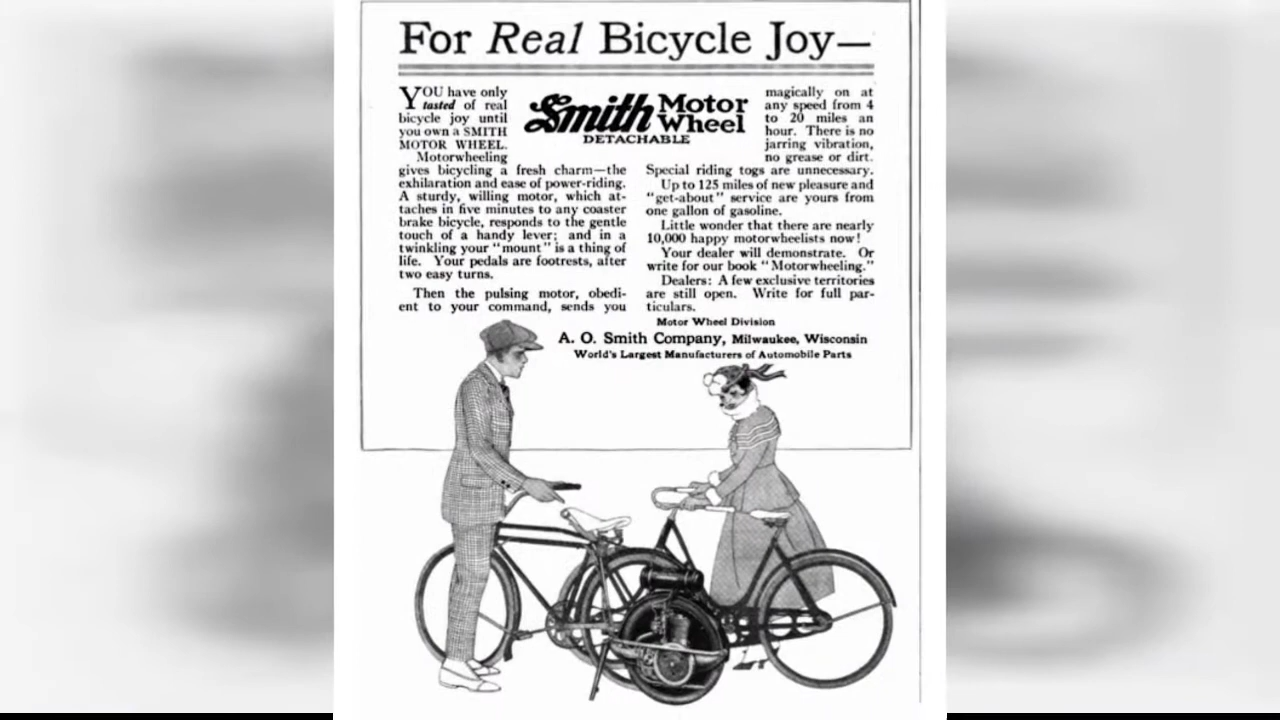 For Real Bicycle Joy—
YOU have only
tasted of real
bicycle joy until
you own a SMITH
MOTOR WHEEL.
Motorwheeling
gives bicycling a fresh charm—the
exhilaration and ease of power-riding.
A sturdy, willing motor, which at-
taches in five minutes to any coaster
brake bicycle, responds to the gentle
touch of a handy lever; and in a
twinkling your "mount" is a thing of
life. Your pedals are footrests, after
two easy turns.
Then the pulsing motor, obedi-
ent to your command, sends you
Smith Motor
Wheel
DETACHABLE
magically on at
any speed from 4
to 20 miles an
hour. There is no
jarring vibration,
no grease or dirt.
Special riding togs are unnecessary.
Up to 125 miles of new pleasure and
"get-about" service are yours from
one gallon of gasoline.
Little wonder that there are nearly
10,000 happy motorwheelists now!
Your dealer will demonstrate. Or
write for our book "Motorwheeling."
Dealers: A few exclusive territories
are still open. Write for full par-
ticulars.
Motor Wheel Division
A. O. Smith Company, Milwaukee, Wisconsin
World's Largest Manufacturers of Automobile Parts